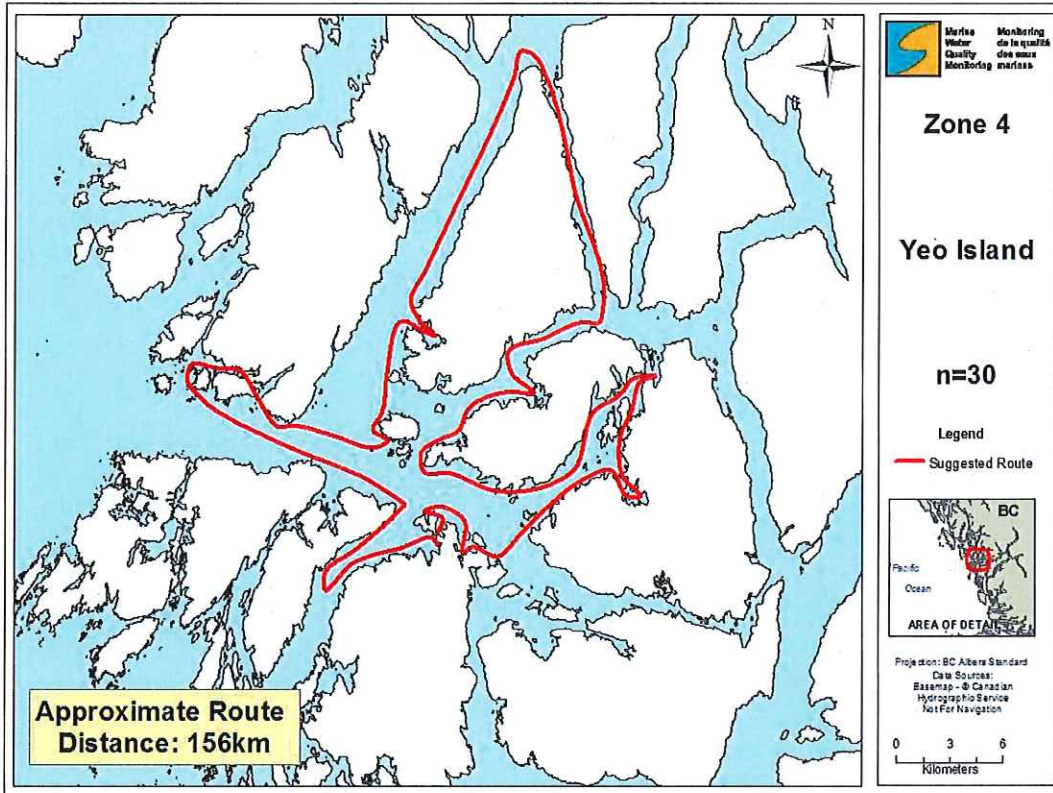 N
Approximate Route
Distance: 156km
Marine
Water
Quality
Monitoring
Monitoring
de la qualité
des eaux
marines
Zone 4
Yeo Island
n=30
Legend
Suggested Route
BC
Pacific
Ocean
AREA OF DETAIL
Projection: BC Albers Standard
Data Sources:
Basemap - © Canadian
Hydrographic Service
Not For Navigation
0 3 6
Kilometers